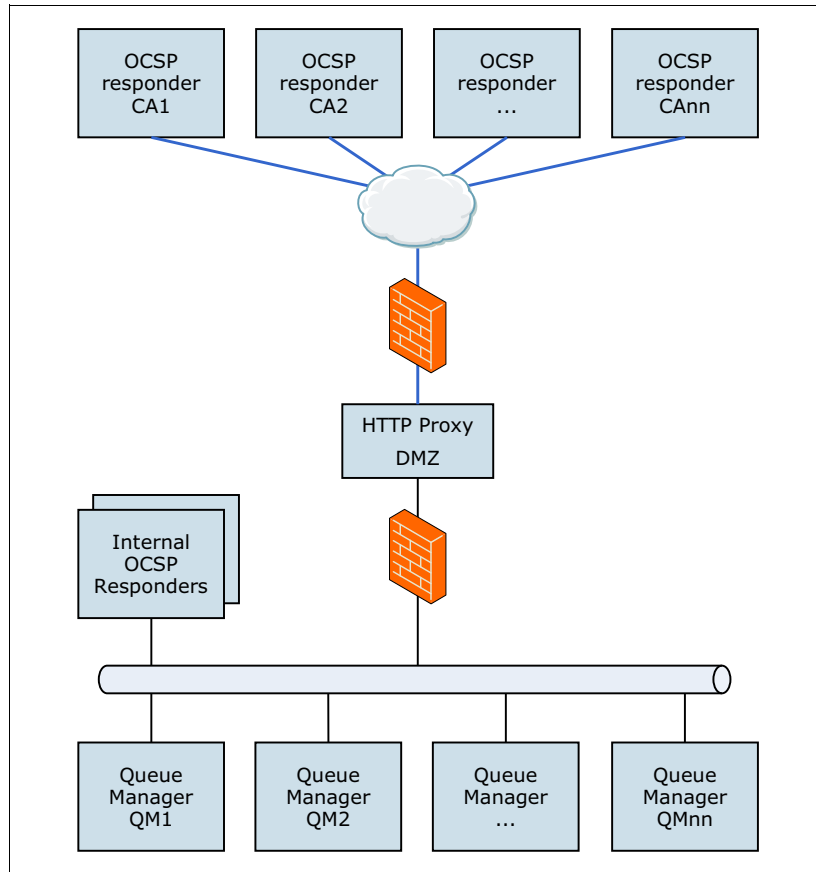 OCSP
responder
CA1
OCSP
responder
CA2
OCSP
responder
...
OCSP
responder
CAnn
HTTP Proxy
DMZ
Internal
OCSP
Responders
Queue
Manager
QM1
Queue
Manager
QM2
Queue
Manager
...
Queue
Manager
QMnn